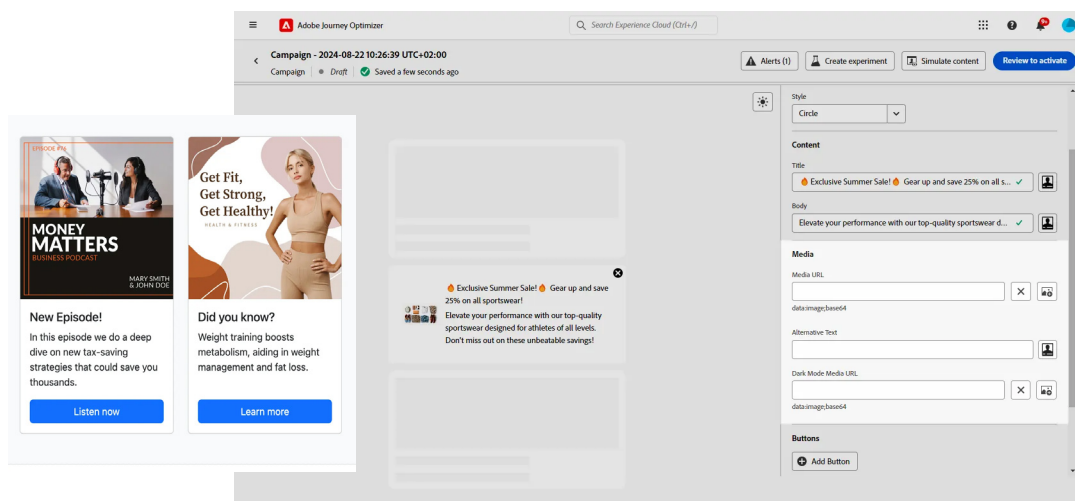 Adobe Journey Optimizer
Search Experience Cloud (Ctrl+/)
9+
Campaign - 2024-08-22 10:26:39 UTC+02:00
Campaign
Draft
Saved a few seconds ago
Alerts (1)
Create experiment
Simulate content
Review to activate
EPISODE #76
MONEY
MATTERS
BUSINESS PODCAST
MARY SMITH
& JOHN DOE
New Episode!
In this episode we do a deep
dive on new tax-saving
strategies that could save you
thousands.
Listen now
Get Fit,
Get Strong,
Get Healthy!
HEALTH & FITNESS
Did you know?
Weight training boosts
metabolism, aiding in weight
management and fat loss.
Learn more
🔥 Exclusive Summer Sale! 🔥 Gear up and save
25% on all sportswear!
Elevate your performance with our top-quality
sportswear designed for athletes of all levels.
Don't miss out on these unbeatable savings!
Style
Circle
Content
Title
🔥 Exclusive Summer Sale! 🔥 Gear up and save 25% on all s...
Body
Elevate your performance with our top-quality sportswear d...
Media
Media URL
data:image;base64
Alternative Text
Dark Mode Media URL
data:image;base64
Buttons
Add Button